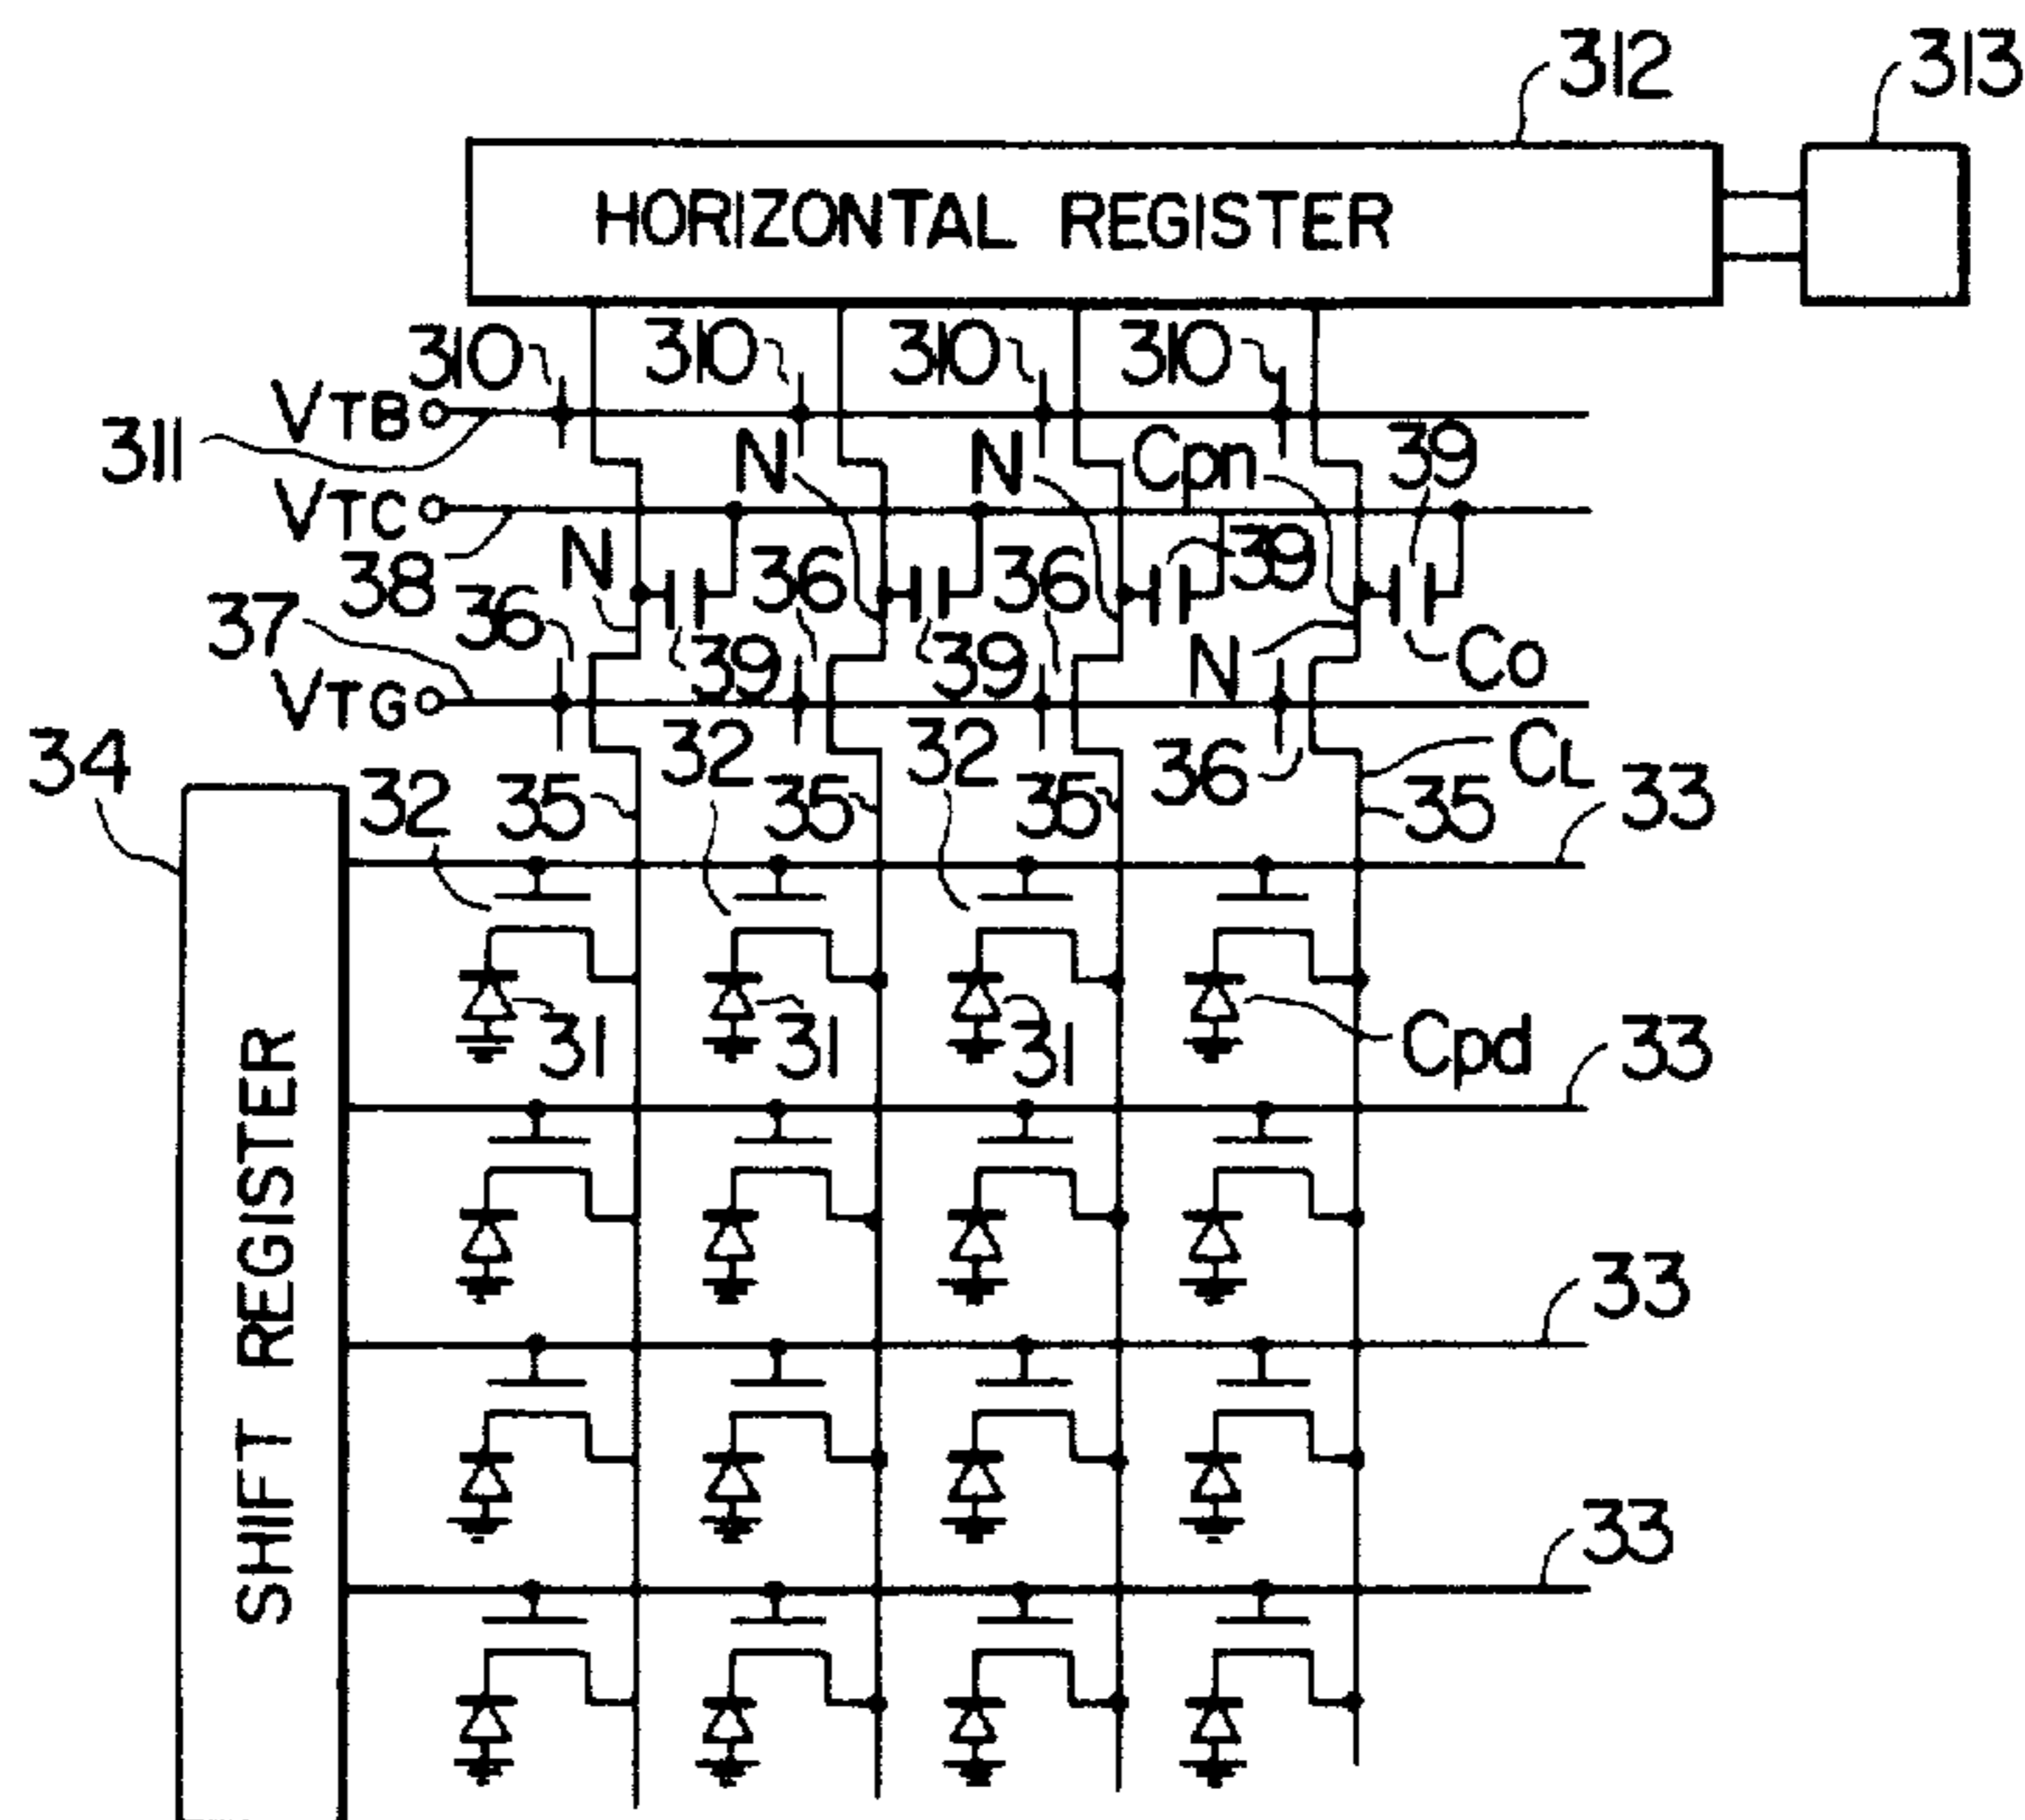 312 313
HORIZONTAL REGISTER
310 310 310 310
VTB
311
N N Cpn 39
VTC
38 N 36 36 39
37 36 39 39 N Co
VTG
34 32 35 32 35 32 35 36 CL 35 33
31 31 31 Cpd 33
SHIFT REGISTER
33
33